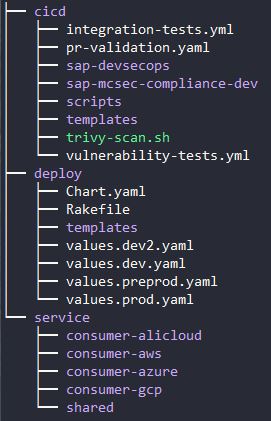 cicd
integration-tests.yml
pr-validation.yaml
sap-devsecops
sap-mcsec-compliance-dev
scripts
templates
trivy-scan.sh
vulnerability-tests.yml
deploy
Chart.yaml
Rakefile
templates
values.dev2.yaml
values.dev.yaml
values.preprod.yaml
values.prod.yaml
service
consumer-alicloud
consumer-aws
consumer-azure
consumer-gcp
shared